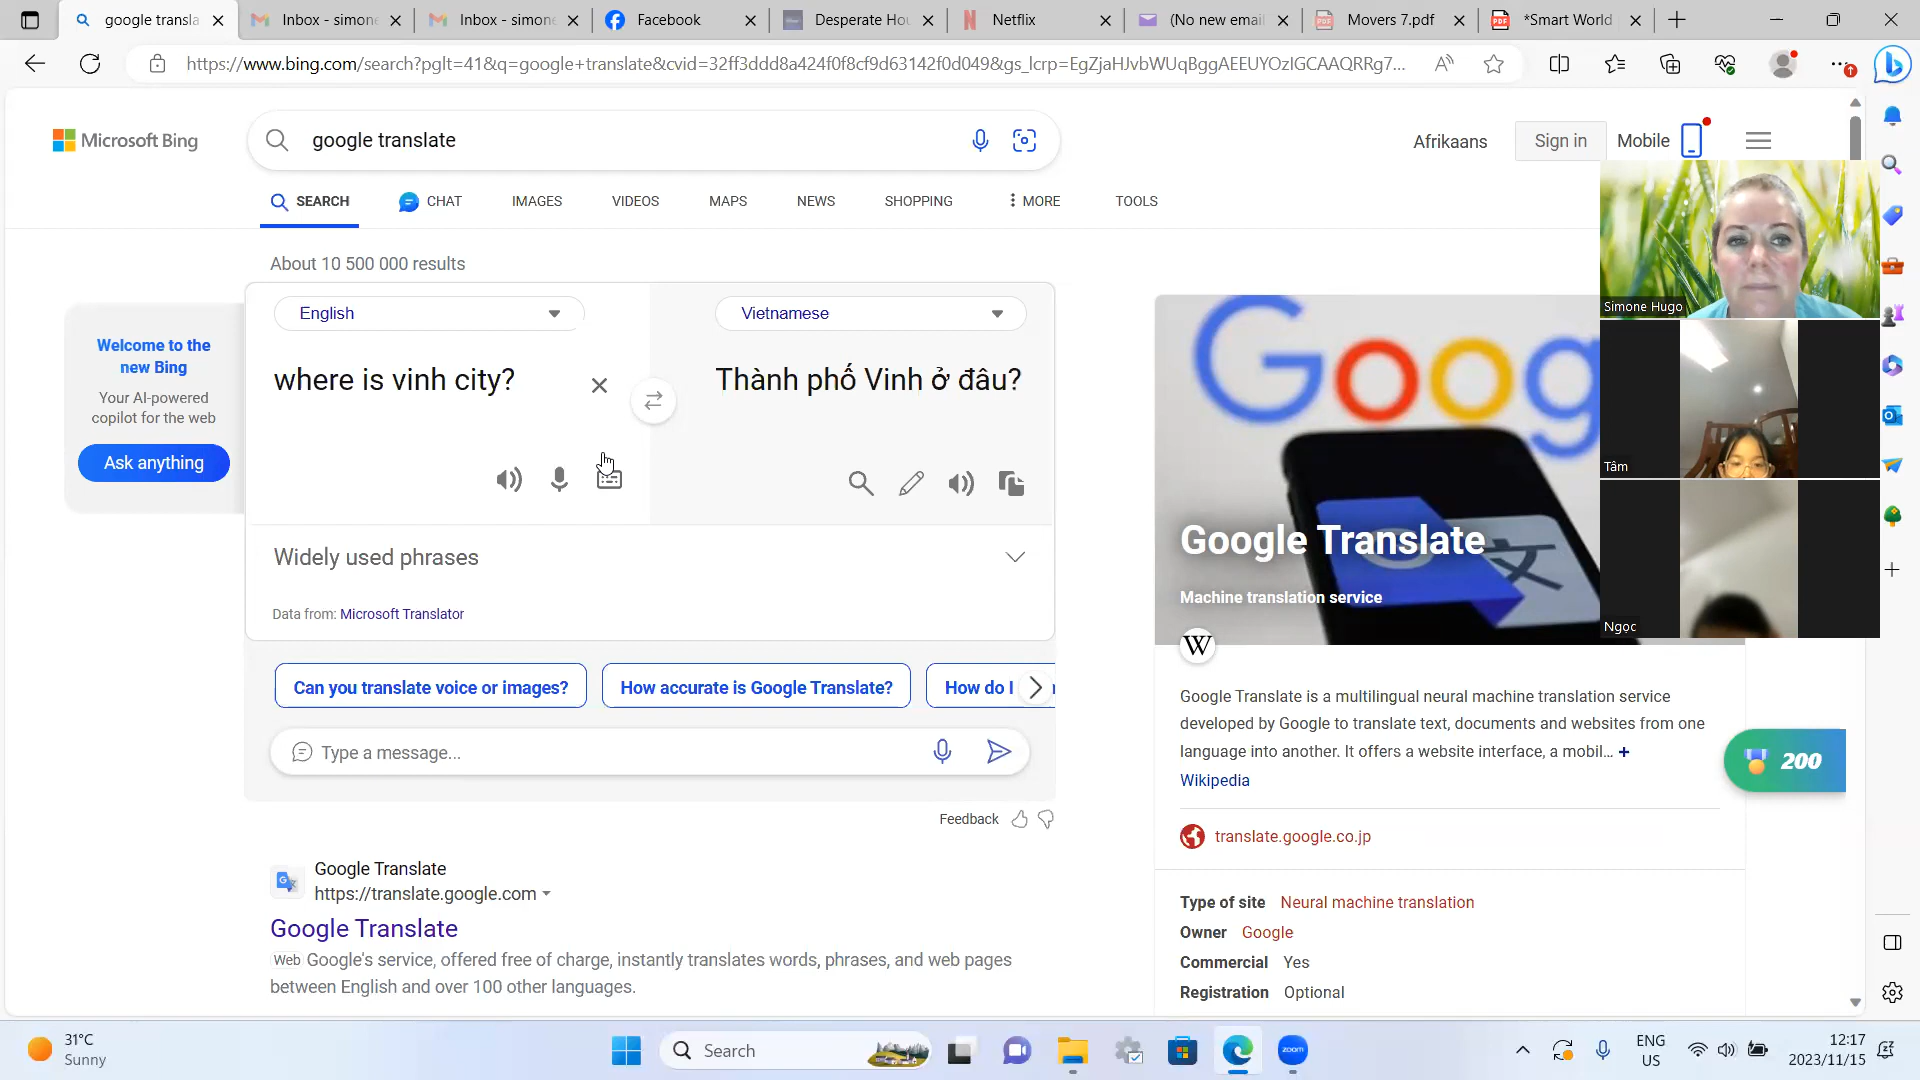 google transla
Inbox - simone
Inbox - simone
Facebook
Desperate Hou
Netflix
(No new email
Movers 7.pdf
*Smart World
https://www.bing.com/search?pglt=41&q=google+translate&cvid=32ff3ddd8a424f0f8cf9d63142f0d049&gs_lcrp=EgZjaHJvbWUqBggAEEUYOzIGCAAQRRg7...
Microsoft Bing
google translate
Afrikaans
Sign in
Mobile
SEARCH
CHAT
IMAGES
VIDEOS
MAPS
NEWS
SHOPPING
MORE
TOOLS
About 10 500 000 results
Welcome to the
new Bing
Your AI-powered
copilot for the web
Ask anything
English
Vietnamese
where is vinh city?
Thành phố Vinh ở đâu?
Widely used phrases
Data from: Microsoft Translator
Can you translate voice or images?
How accurate is Google Translate?
How do I
Type a message...
Feedback
Google Translate
https://translate.google.com
Google Translate
Web Google's service, offered free of charge, instantly translates words, phrases, and web pages
between English and over 100 other languages.
Goog
Google Translate
Machine translation service
W
Google Translate is a multilingual neural machine translation service
developed by Google to translate text, documents and websites from one
language into another. It offers a website interface, a mobil... +
Wikipedia
translate.google.co.jp
Type of site Neural machine translation
Owner Google
Commercial Yes
Registration Optional
Simone Hugo
Tâm
Ngọc
200
31°C
Sunny
Search
zoom
ENG
US
12:17
2023/11/15